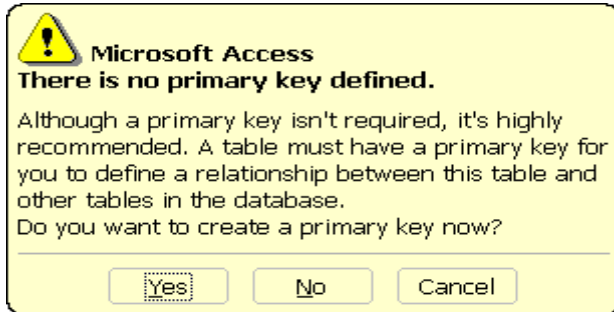 Microsoft Access
There is no primary key defined.
Although a primary key isn't required, it's highly
recommended. A table must have a primary key for
you to define a relationship between this table and
other tables in the database.
Do you want to create a primary key now?
Yes No Cancel